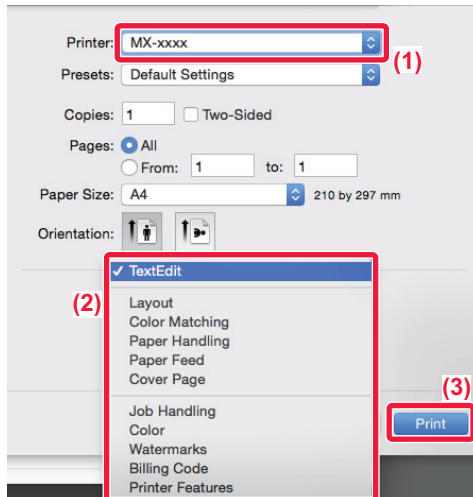 Printer: MX-xxxx
(1)
Presets: Default Settings
Copies: 1 Two-Sided
Pages: All
From: 1 to: 1
Paper Size: A4 210 by 297 mm
Orientation:
✓ TextEdit
(2)
Layout
Color Matching
Paper Handling
Paper Feed
Cover Page
(3)
Job Handling
Print
Color
Watermarks
Billing Code
Printer Features